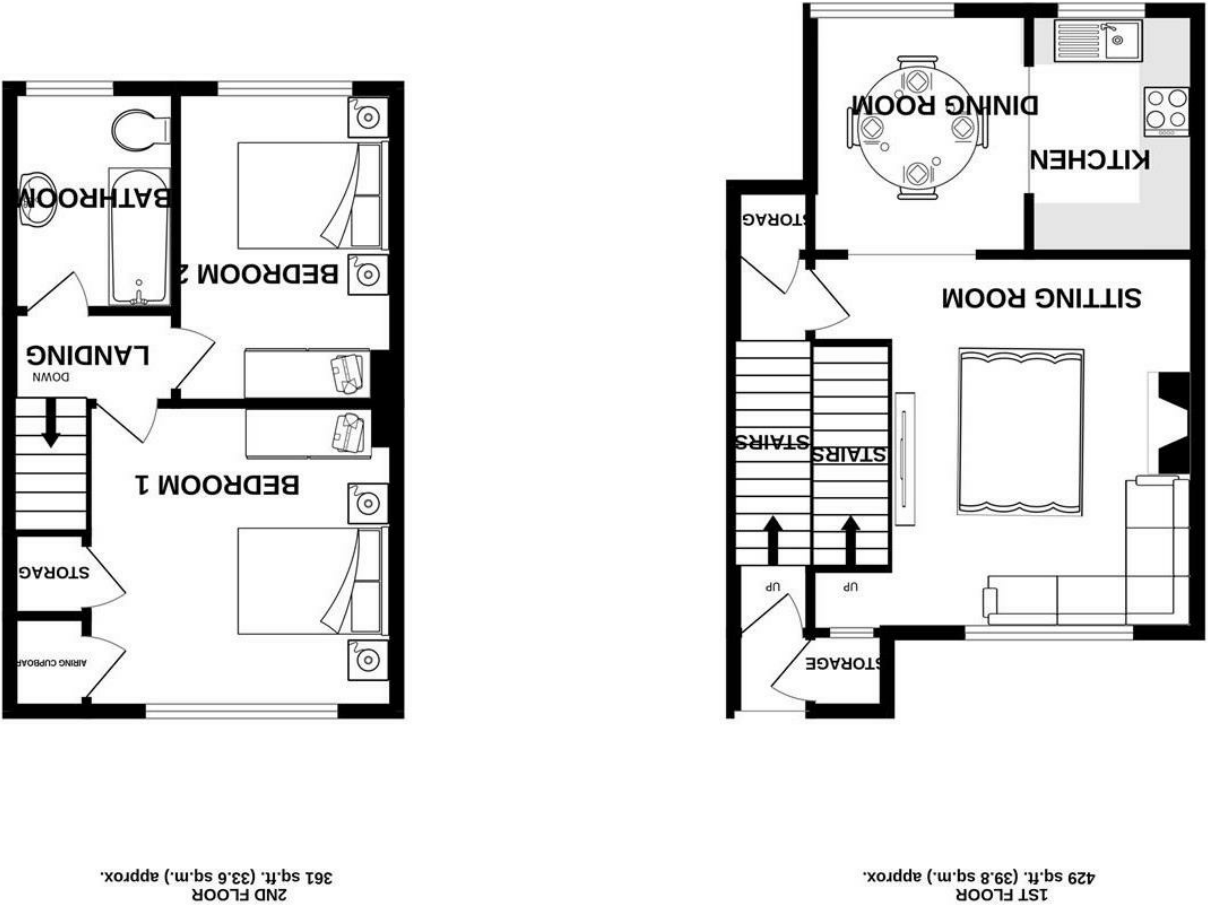 1ST FLOOR
429 sq.ft. (39.8 sq.m.) approx.
STORAGE
UP
UP
STAIRS
STAIRS
SITTING ROOM
STORAG
KITCHEN
DINING ROOM
2ND FLOOR
361 sq.ft. (33.6 sq.m.) approx.
AIRING CUPBOAR
STORAG
BEDROOM 1
DOWN
LANDING
BEDROOM 2
BATHROOM